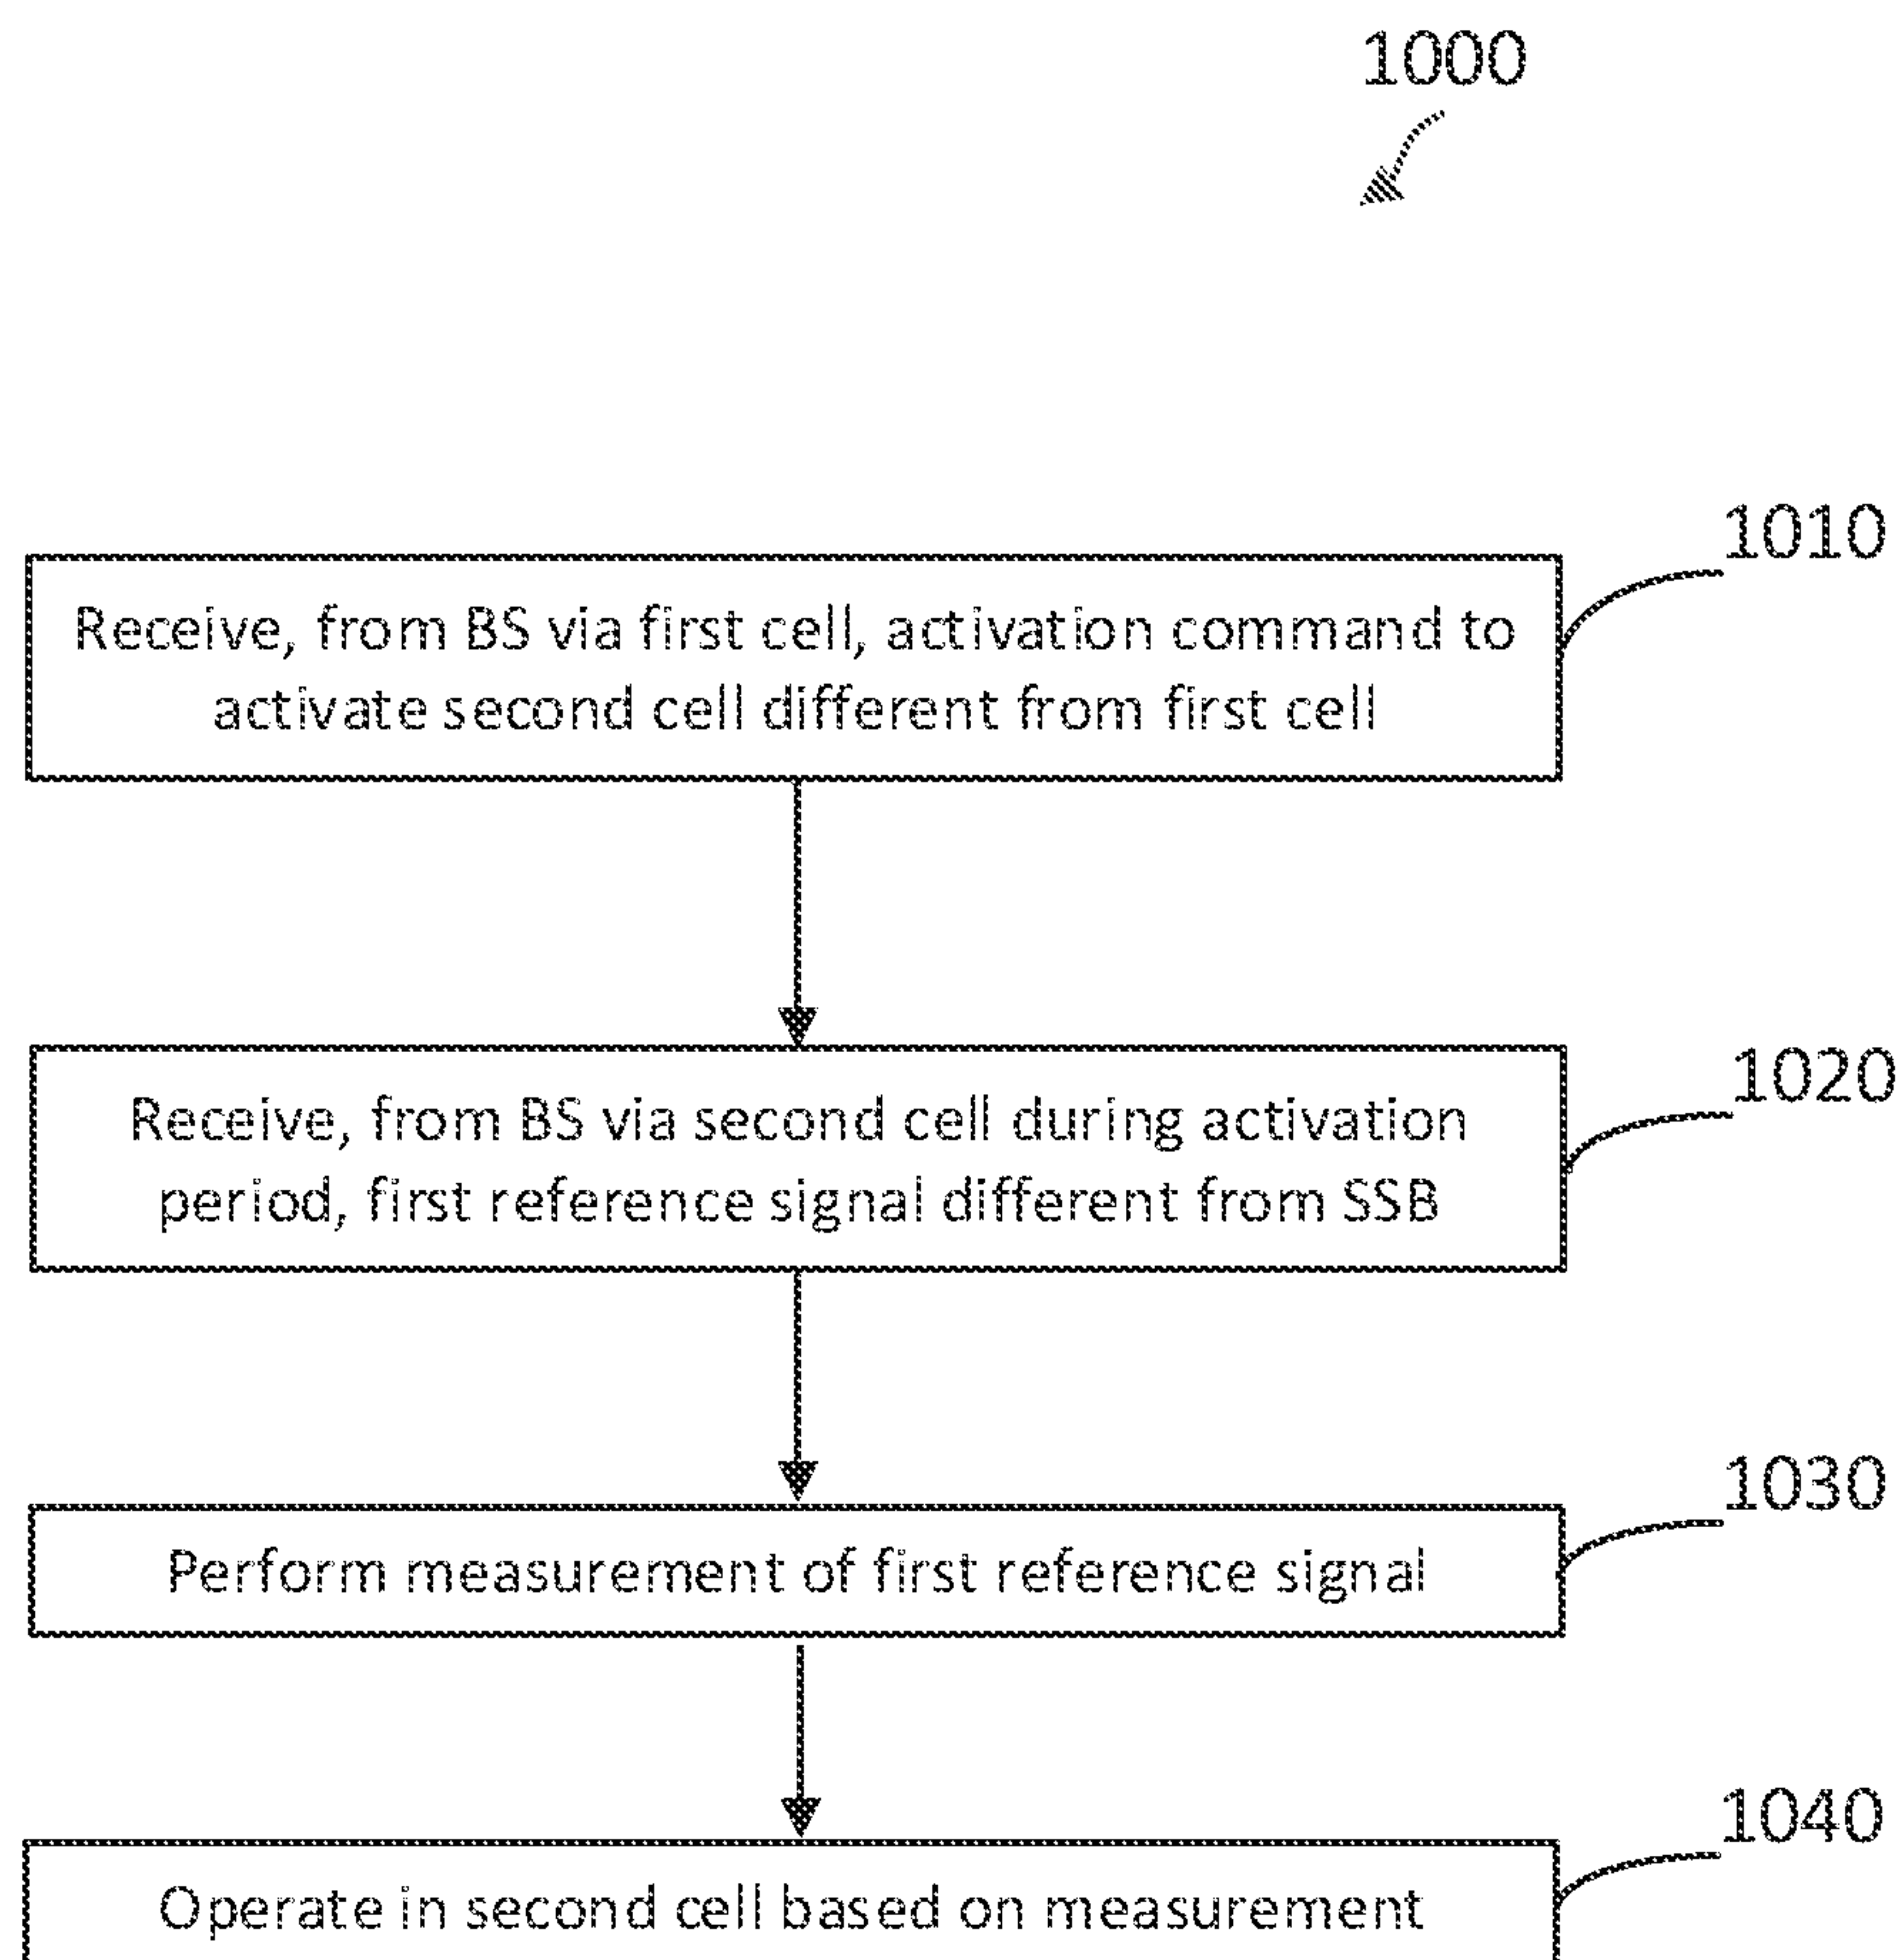 1000
1010
Receive, from BS via first cell, activation command to
activate second cell different from first cell
1020
Receive, from BS via second cell during activation
period, first reference signal different from SSB
1030
Perform measurement of first reference signal
1040
Operate in second cell based on measurement